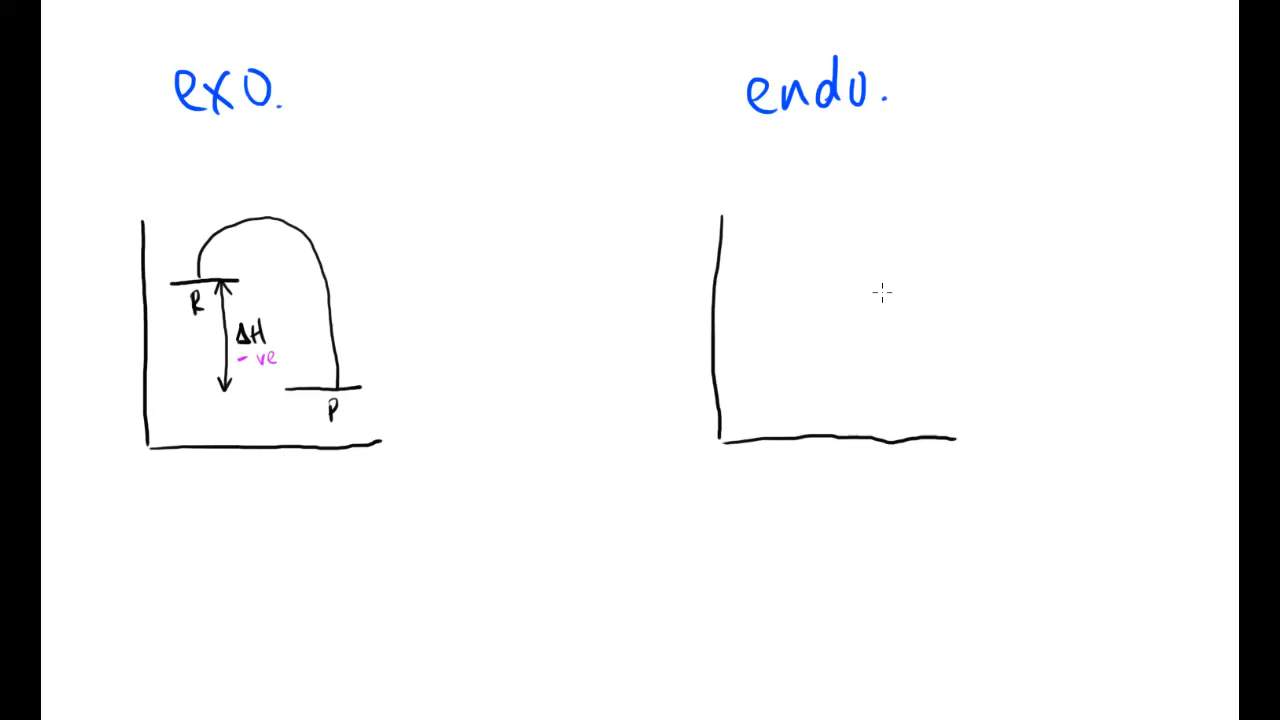 exo.
endo.
R
ΔH
- ve
P